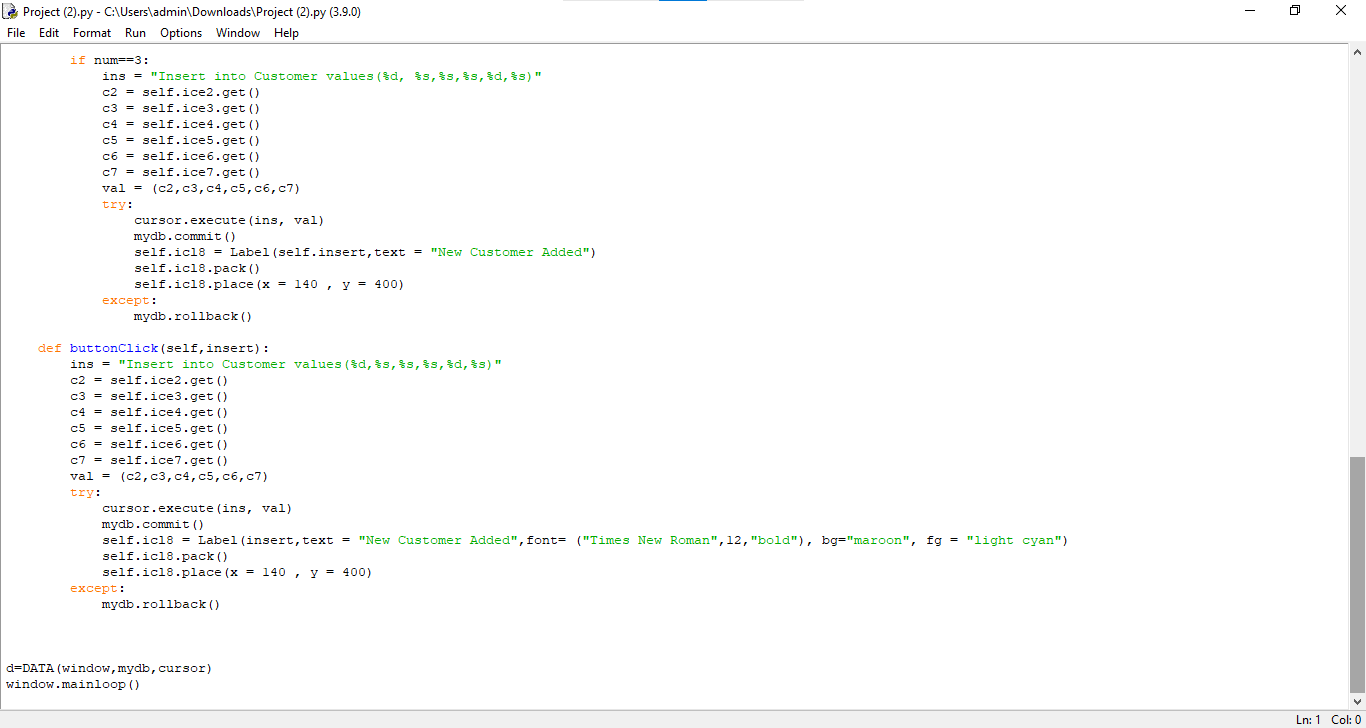 Project (2).py - C:\Users\admin\Downloads\Project (2).py (3.9.0)
File Edit Format Run Options Window Help
        if num==3:
            ins = "Insert into Customer values(%d, %s,%s,%s,%d,%s)"
            c2 = self.ice2.get()
            c3 = self.ice3.get()
            c4 = self.ice4.get()
            c5 = self.ice5.get()
            c6 = self.ice6.get()
            c7 = self.ice7.get()
            val = (c2,c3,c4,c5,c6,c7)
            try:
                cursor.execute(ins, val)
                mydb.commit()
                self.icl8 = Label(self.insert,text = "New Customer Added")
                self.icl8.pack()
                self.icl8.place(x = 140 , y = 400)
            except:
                mydb.rollback()
    def buttonClick(self,insert):
        ins = "Insert into Customer values(%d,%s,%s,%s,%d,%s)"
        c2 = self.ice2.get()
        c3 = self.ice3.get()
        c4 = self.ice4.get()
        c5 = self.ice5.get()
        c6 = self.ice6.get()
        c7 = self.ice7.get()
        val = (c2,c3,c4,c5,c6,c7)
        try:
            cursor.execute(ins, val)
            mydb.commit()
            self.icl8 = Label(insert,text = "New Customer Added",font= ("Times New Roman",12,"bold"), bg="maroon", fg = "light cyan")
            self.icl8.pack()
            self.icl8.place(x = 140 , y = 400)
        except:
            mydb.rollback()
d=DATA(window,mydb,cursor)
window.mainloop()
Ln: 1 Col: 0